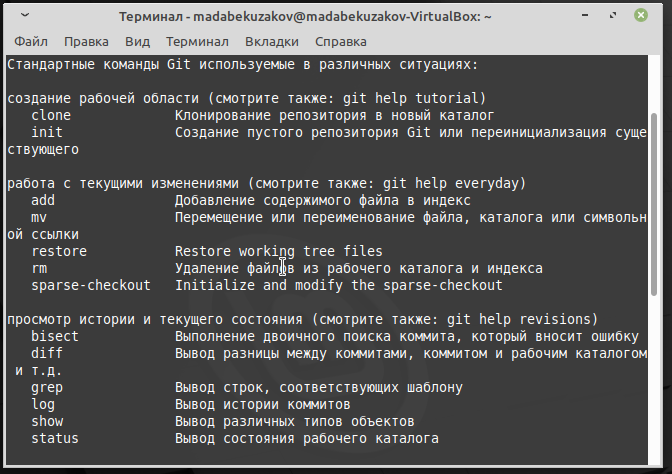 Терминал - madabekuzakov@madabekuzakov-VirtualBox: ~
Файл Правка Вид Терминал Вкладки Справка
Стандартные команды Git используемые в различных ситуациях:
создание рабочей области (смотрите также: git help tutorial)
clone Клонирование репозитория в новый каталог
init Создание пустого репозитория Git или переинициализация суще
ствующего
работа с текущими изменениями (смотрите также: git help everyday)
add Добавление содержимого файла в индекс
mv Перемещение или переименование файла, каталога или символьн
ой ссылки
restore Restore working tree files
rm Удаление файлов из рабочего каталога и индекса
sparse-checkout Initialize and modify the sparse-checkout
просмотр истории и текущего состояния (смотрите также: git help revisions)
bisect Выполнение двоичного поиска коммита, который вносит ошибку
diff Вывод разницы между коммитами, коммитом и рабочим каталогом
и т.д.
grep Вывод строк, соответствующих шаблону
log Вывод истории коммитов
show Вывод различных типов объектов
status Вывод состояния рабочего каталога